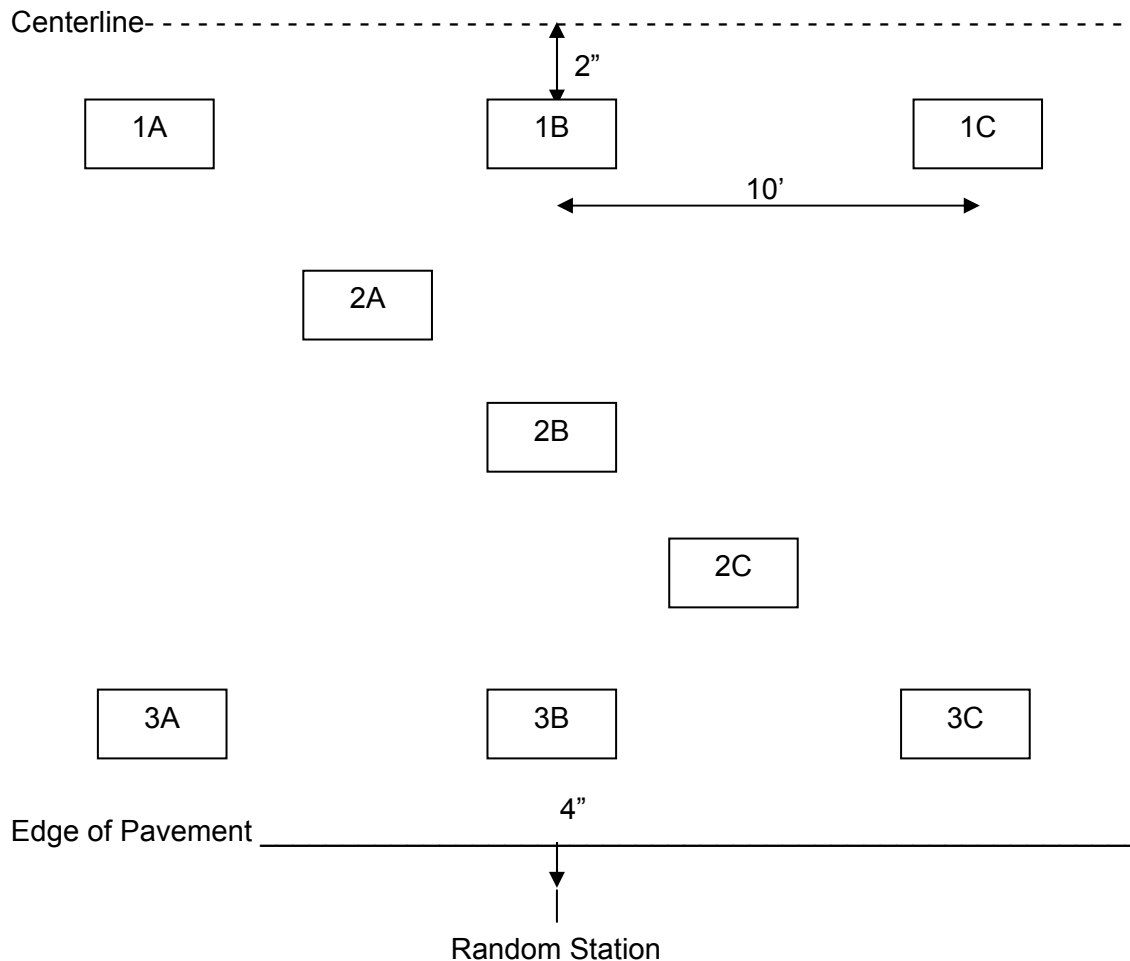 Centerline
2”
1A
1B
1C
10’
2A
2B
2C
3A
3B
3C
4”
Edge of Pavement
Random Station